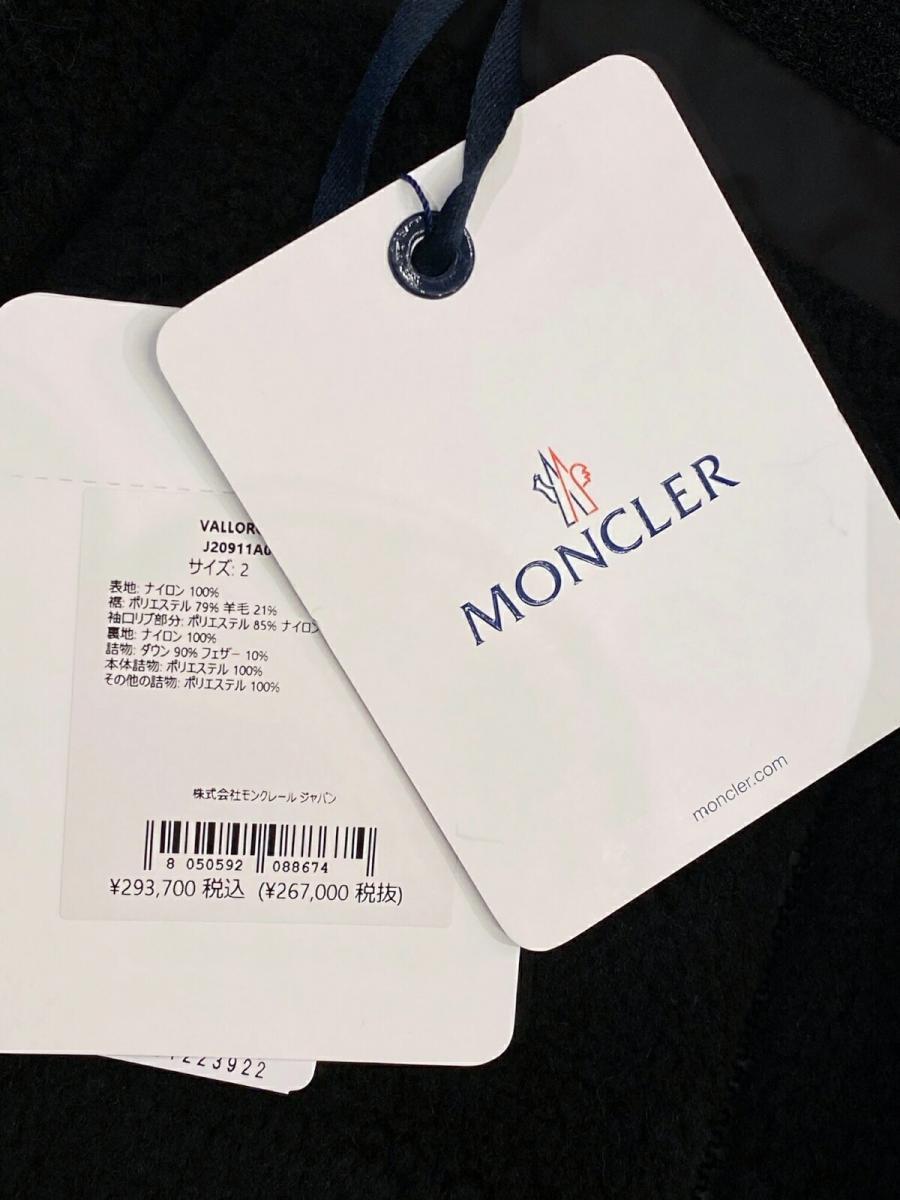 MONCLER
moncler.com
サイズ: 2
表地: ナイロン 100%
裾: ポリエステル 79% 羊毛 21%
袖口リブ部分: ポリエステル 85% ナイロン
裏地: ナイロン 100%
詰物: ダウン 90% フェザー 10%
本体詰物: ポリエステル 100%
その他の詰物: ポリエステル 100%
株式会社モンクレール ジャパン
8 050592 088674
¥293,700 税込 (¥267,000 税抜)